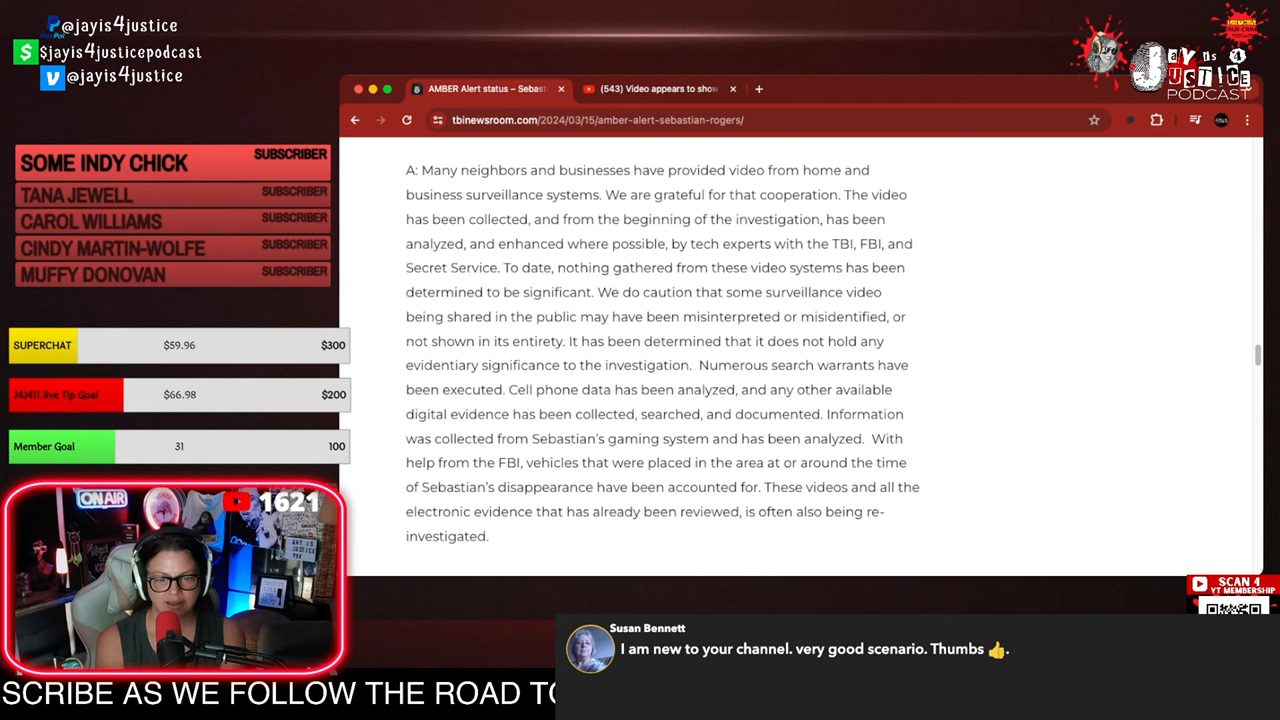 @jayis4justice
PayPal
$jayis4justicepodcast
@jayis4justice
JAY IS 4
JUSTICE
PODCAST
SOME INDY CHICK SUBSCRIBER
TANA JEWELL SUBSCRIBER
CAROL WILLIAMS SUBSCRIBER
CINDY MARTIN-WOLFE SUBSCRIBER
MUFFY DONOVAN SUBSCRIBER
SUPERCHAT $59.96 $300
J4J411.live Tip Goal $66.98 $200
Member Goal 31 100
ON AIR
1621
AMBER Alert status – Sebast
(543) Video appears to show
tbinewsroom.com/2024/03/15/amber-alert-sebastian-rogers/
A: Many neighbors and businesses have provided video from home and
business surveillance systems. We are grateful for that cooperation. The video
has been collected, and from the beginning of the investigation, has been
analyzed, and enhanced where possible, by tech experts with the TBI, FBI, and
Secret Service. To date, nothing gathered from these video systems has been
determined to be significant. We do caution that some surveillance video
being shared in the public may have been misinterpreted or misidentified, or
not shown in its entirety. It has been determined that it does not hold any
evidentiary significance to the investigation.  Numerous search warrants have
been executed. Cell phone data has been analyzed, and any other available
digital evidence has been collected, searched, and documented. Information
was collected from Sebastian’s gaming system and has been analyzed.  With
help from the FBI, vehicles that were placed in the area at or around the time
of Sebastian’s disappearance have been accounted for. These videos and all the
electronic evidence that has already been reviewed, is often also being re-
investigated.
SCAN 4
YT MEMBERSHIP
Susan Bennett
I am new to your channel. very good scenario. Thumbs 👍.
SCRIBE AS WE FOLLOW THE ROAD TO